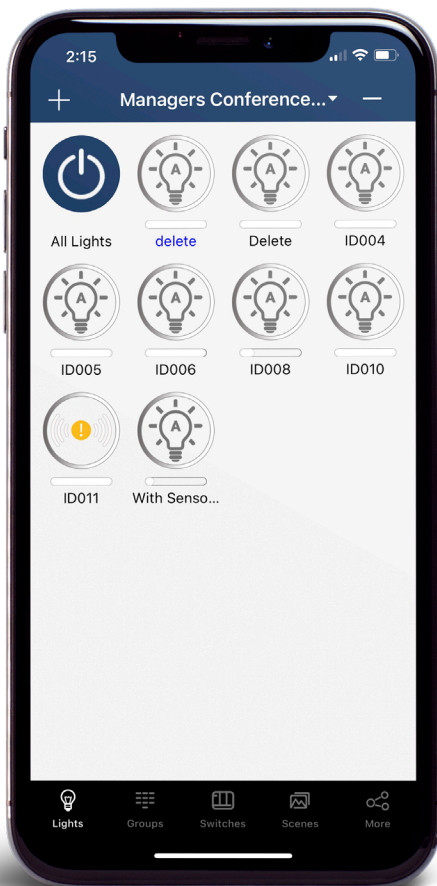 2:15
Managers Conference...
All Lights
A
delete
A
Delete
A
ID004
A
ID005
A
ID006
A
ID008
A
ID010
!
ID011
A
With Senso...
Lights
Groups
Switches
Scenes
More